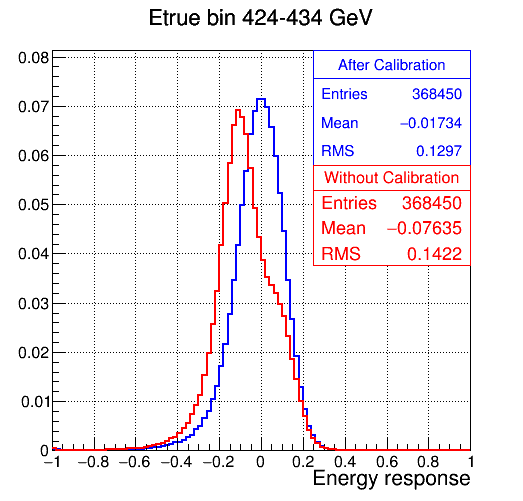 Etrue bin 424-434 GeV
After Calibration
Entries 368450
Mean −0.01734
RMS 0.1297
Without Calibration
Entries 368450
Mean −0.07635
RMS 0.1422
0.08
0.07
0.06
0.05
0.04
0.03
0.02
0.01
0
−1 −0.8 −0.6 −0.4 −0.2 0 0.2 0.4 0.6 0.8 1
Energy response